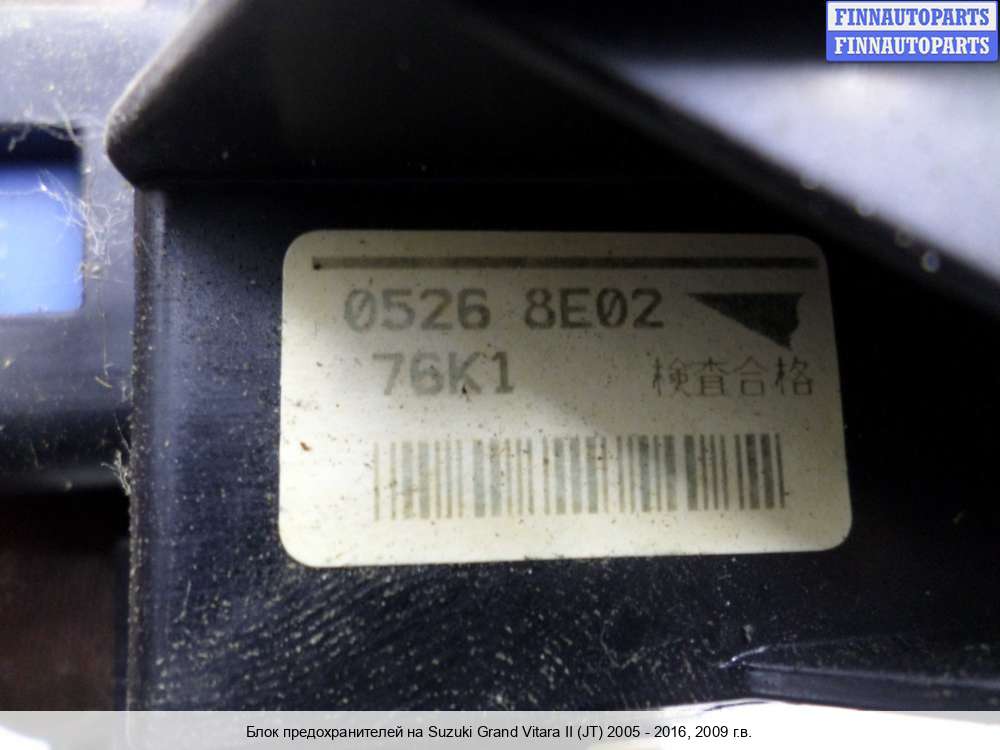 FINNAUTOPARTS
FINNAUTOPARTS
0526 8E02
76K1 検査合格
Блок предохранителей на Suzuki Grand Vitara II (JT) 2005 - 2016, 2009 г.в.